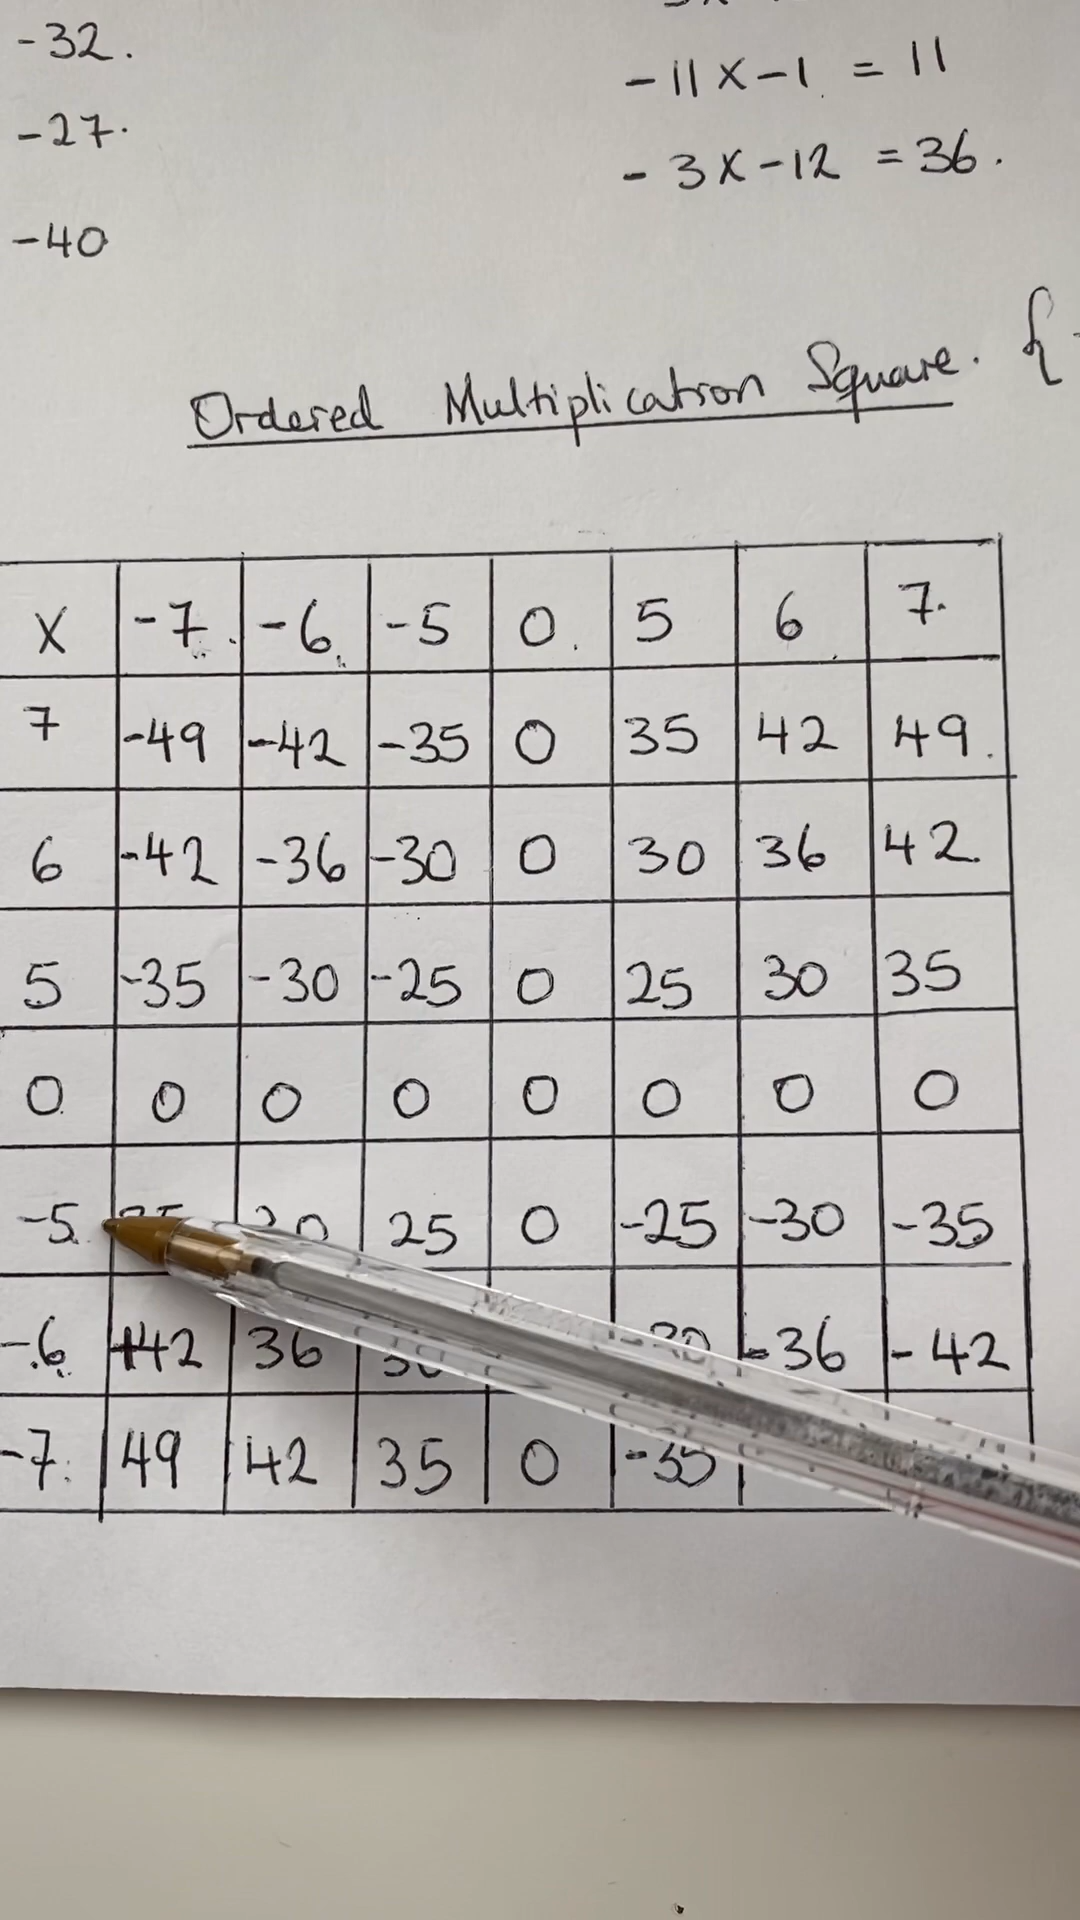 -32.
-27.
-40
-11 x -1 = 11
- 3 x -12 = 36.
Ordered Multiplication Square. {
X -7. -6. -5 0. 5 6 7.
7 -49 -42 -35 0 35 42 49.
6 -42 -36 -30 0 30 36 42.
5 -35 -30 -25 0 25 30 35
0. 0 0 0 0 0 0 0
-5. 25 0 -25 -30 -35
-6. +42 36 -30 -36 -42
-7. 49 42 35 0 -35